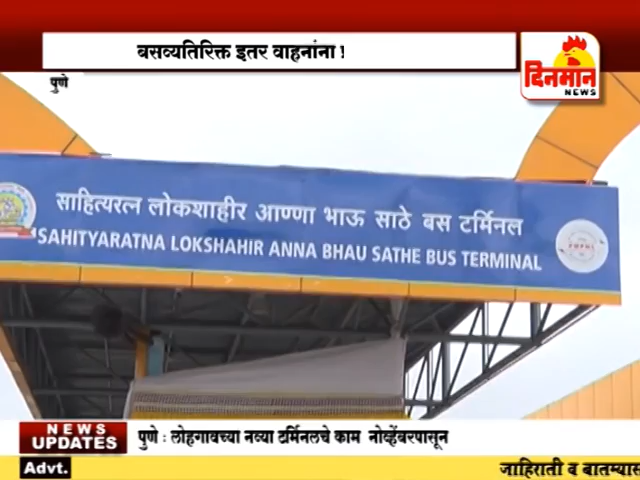 बसव्यतिरिक्त इतर वाहनांना !
पुणे
दिनमान
NEWS
साहित्यरत्न लोकशाहीर आण्णा भाऊ साठे बस टर्मिनल
SAHITYARATNA LOKSHAHIR ANNA BHAU SATHE BUS TERMINAL
NEWS UPDATES
पुणे : लोहगावच्या नव्या टर्मिनलचे काम नोव्हेंबरपासून
Advt.
जाहिराती व बातम्यास